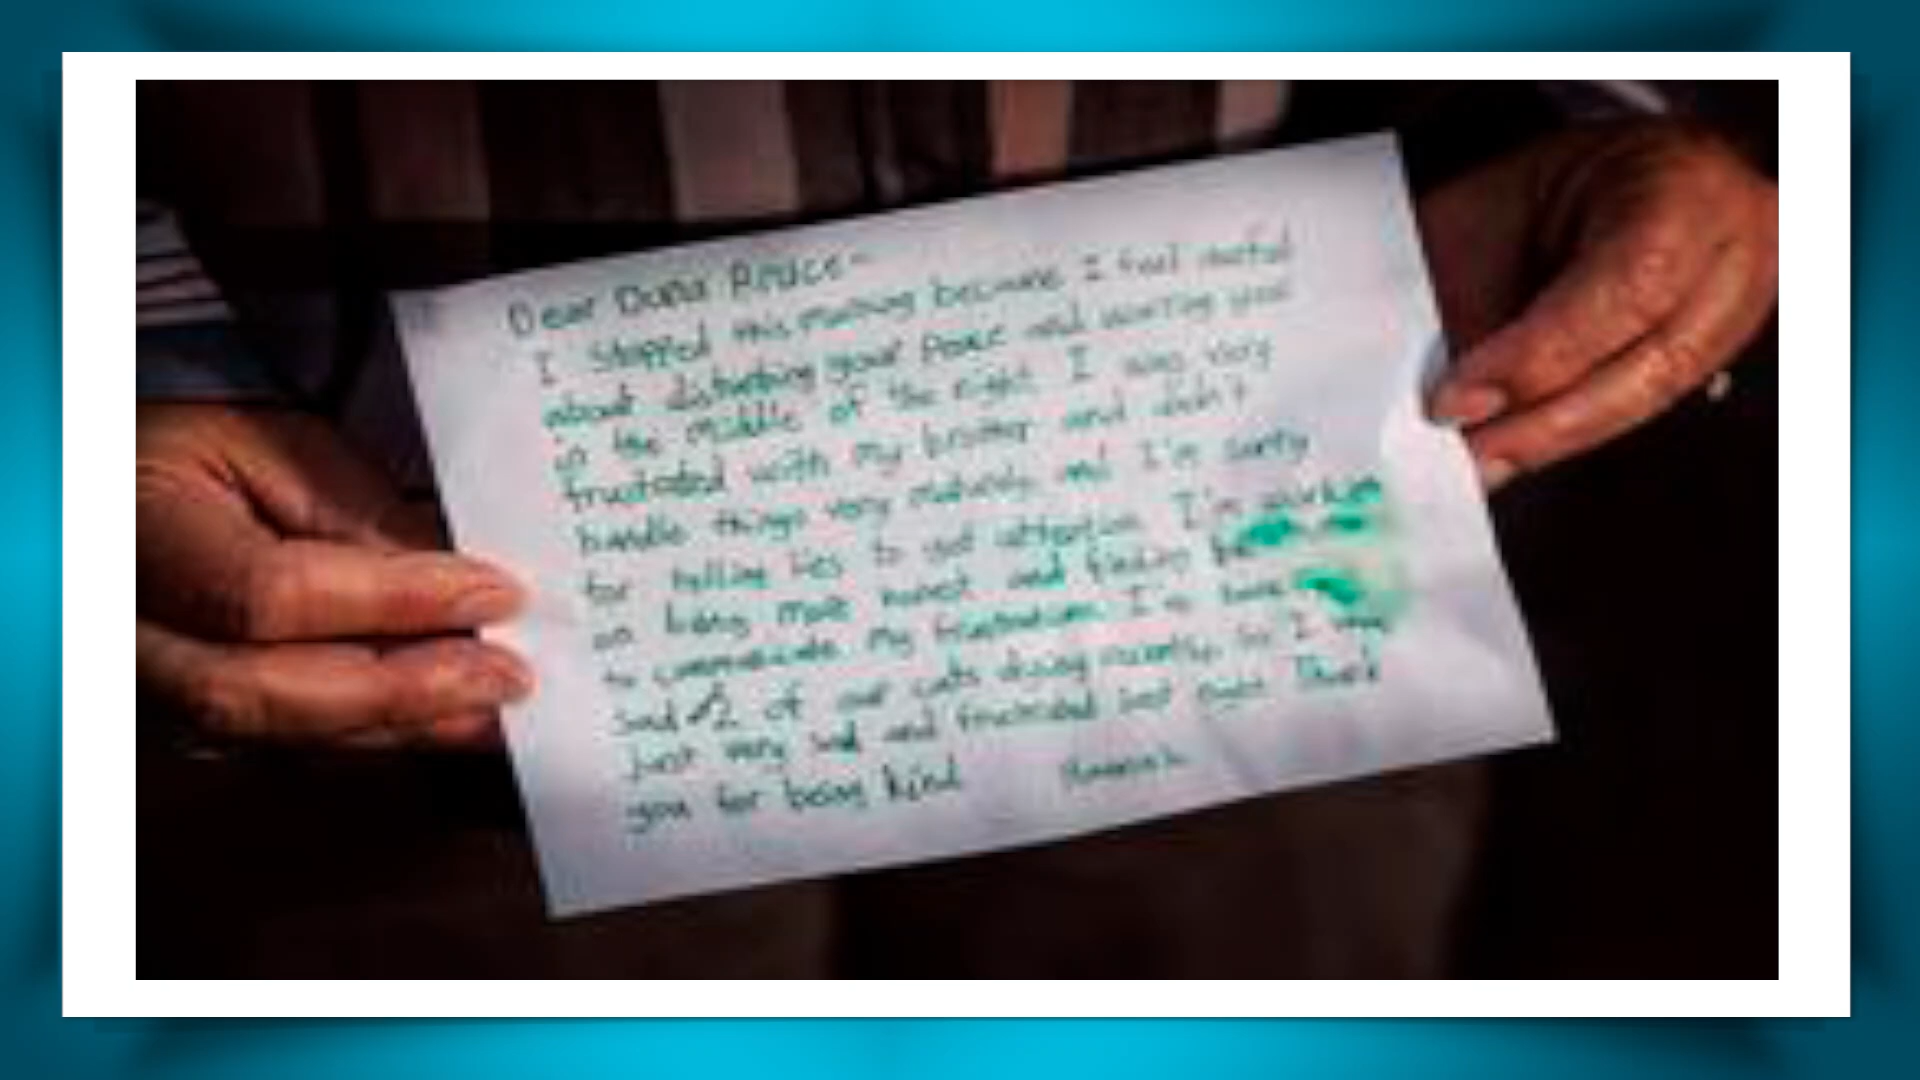 Dear Dana
I stopped this morning because I feel awful
about disturbing your peace and worrying you
in the middle of the night I was very
frustrated with my brother and didn't
handle things very maturely and I'm sorry
for telling lies to get attention I'm
on being more honest and finding
to communicate my frustration I'm
sad 2 of our cats recently so I was
just very sad and frustrated last night Thank
you for being kind Hannah